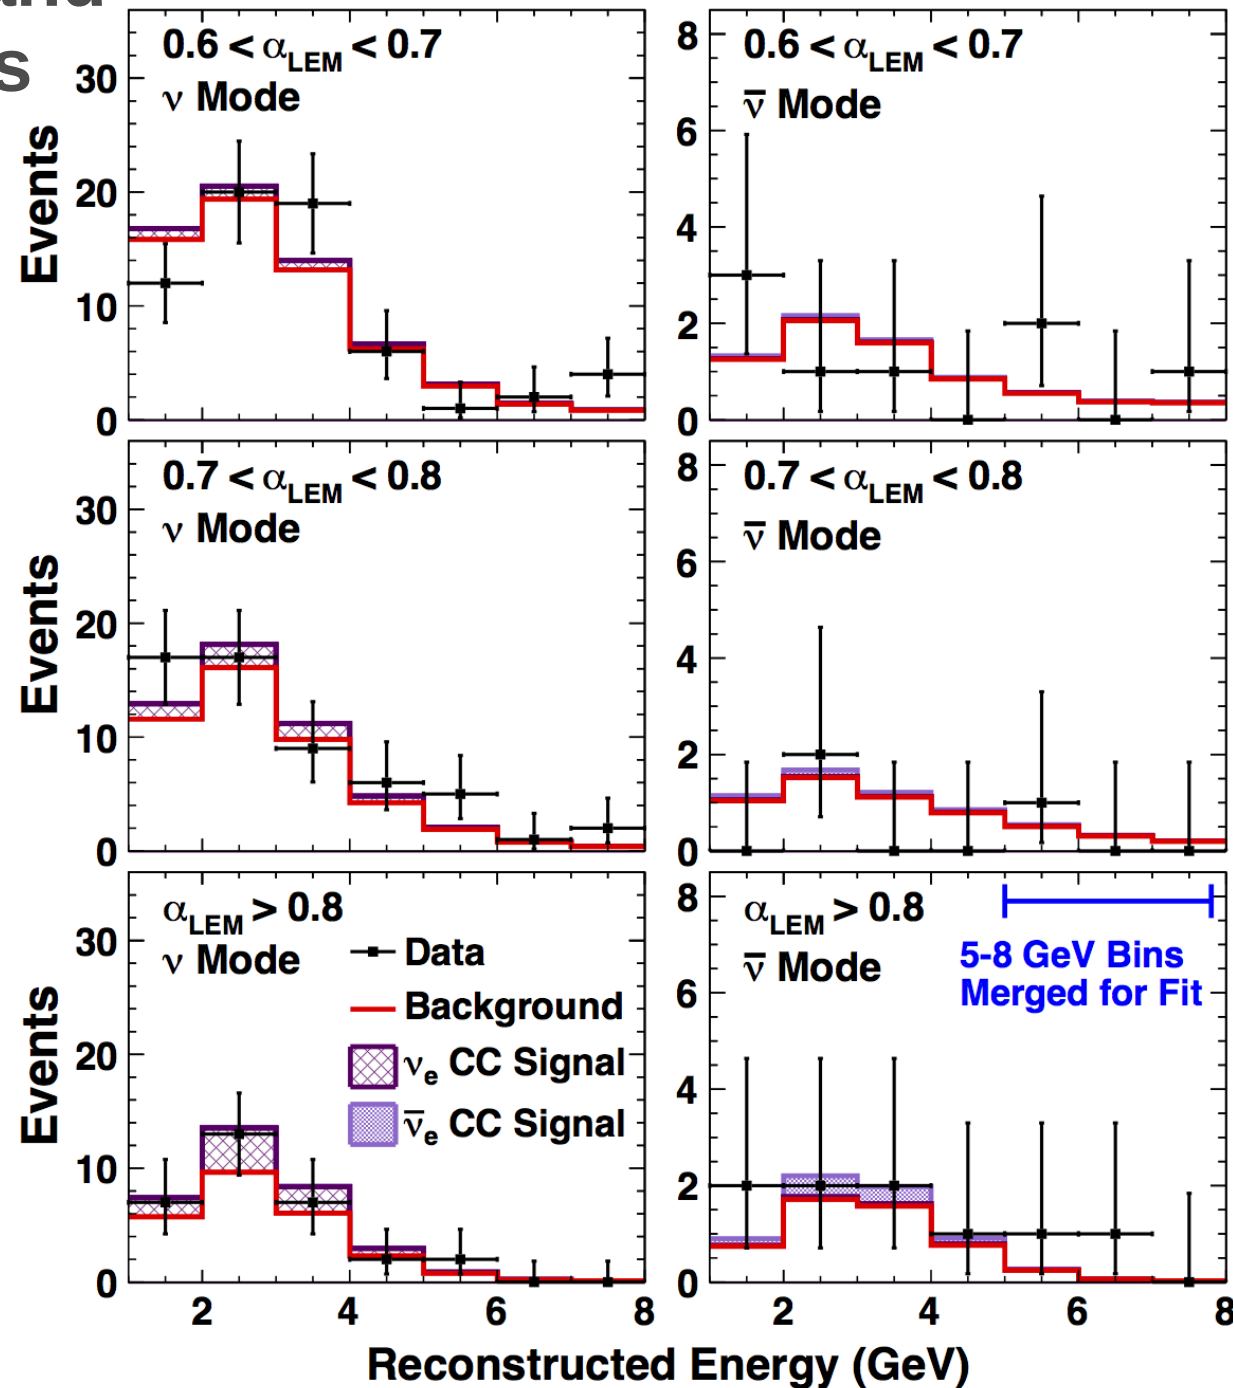 and
s
0.6 < αLEM < 0.7
ν Mode
Events
30
20
10
0
0.6 < αLEM < 0.7
ν̅ Mode
8
6
4
2
0
0.7 < αLEM < 0.8
ν Mode
Events
30
20
10
0
0.7 < αLEM < 0.8
ν̅ Mode
8
6
4
2
0
αLEM > 0.8
ν Mode
Data
Background
νe CC Signal
ν̅e CC Signal
Events
30
20
10
0
2 4 6
αLEM > 0.8
ν̅ Mode
5-8 GeV Bins
Merged for Fit
8
6
4
2
0
2 4 6 8
Reconstructed Energy (GeV)